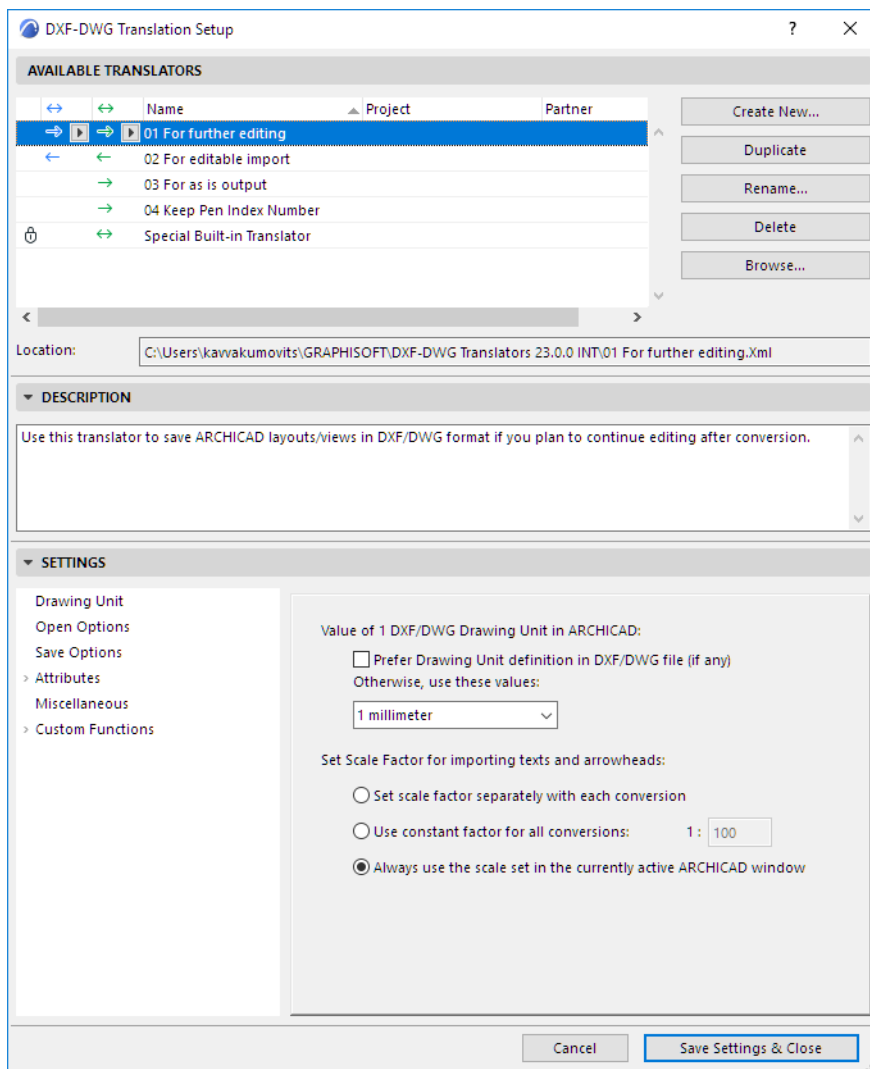 DXF-DWG Translation Setup ?
AVAILABLE TRANSLATORS
Name Project Partner
01 For further editing
02 For editable import
03 For as is output
04 Keep Pen Index Number
Special Built-in Translator
Create New...
Duplicate
Rename...
Delete
Browse...
Location: C:\Users\kawakumovits\GRAPHISOFT\DXF-DWG Translators 23.0.0 INT\01 For further editing.Xml
DESCRIPTION
Use this translator to save ARCHICAD layouts/views in DXF/DWG format if you plan to continue editing after conversion.
SETTINGS
Drawing Unit
Open Options
Save Options
Attributes
Miscellaneous
Custom Functions
Value of 1 DXF/DWG Drawing Unit in ARCHICAD:
Prefer Drawing Unit definition in DXF/DWG file (if any)
Otherwise, use these values:
1 millimeter
Set Scale Factor for importing texts and arrowheads:
Set scale factor separately with each conversion
Use constant factor for all conversions: 1 : 100
Always use the scale set in the currently active ARCHICAD window
Cancel Save Settings & Close